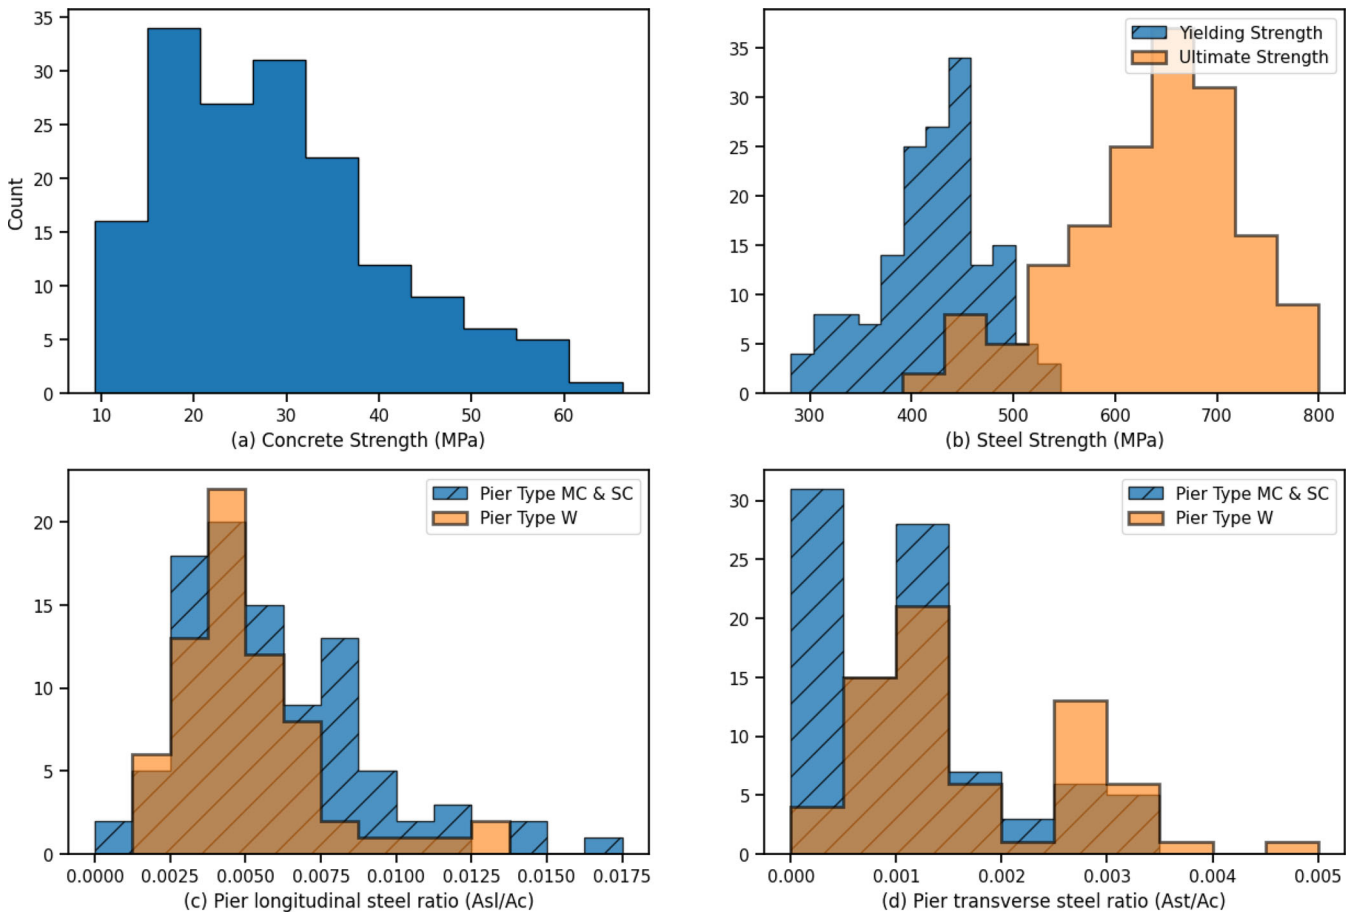 35
30
25
20
15
10
5
0
Count
10 20 30 40 50 60
(a) Concrete Strength (MPa)
Yielding Strength
Ultimate Strength
35
30
25
20
15
10
5
0
300 400 500 600 700 800
(b) Steel Strength (MPa)
Pier Type MC & SC
Pier Type W
20
15
10
5
0
0.0000 0.0025 0.0050 0.0075 0.0100 0.0125 0.0150 0.0175
(c) Pier longitudinal steel ratio (Asl/Ac)
Pier Type MC & SC
Pier Type W
30
25
20
15
10
5
0
0.000 0.001 0.002 0.003 0.004 0.005
(d) Pier transverse steel ratio (Ast/Ac)